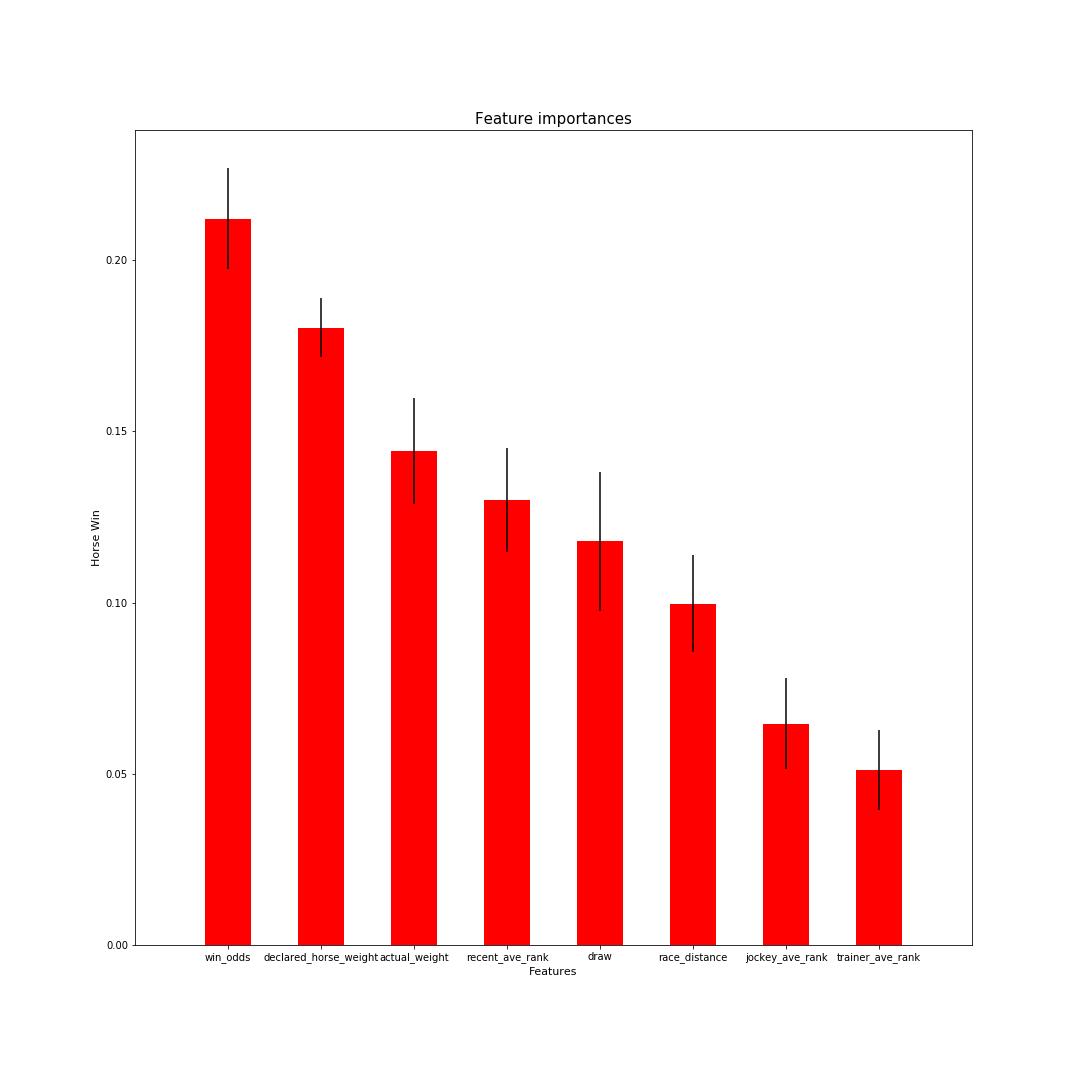 Feature importances
Horse Win
0.20
0.15
0.10
0.05
0.00
win_odds declared_horse_weight actual_weight recent_ave_rank draw race_distance jockey_ave_rank trainer_ave_rank
Features